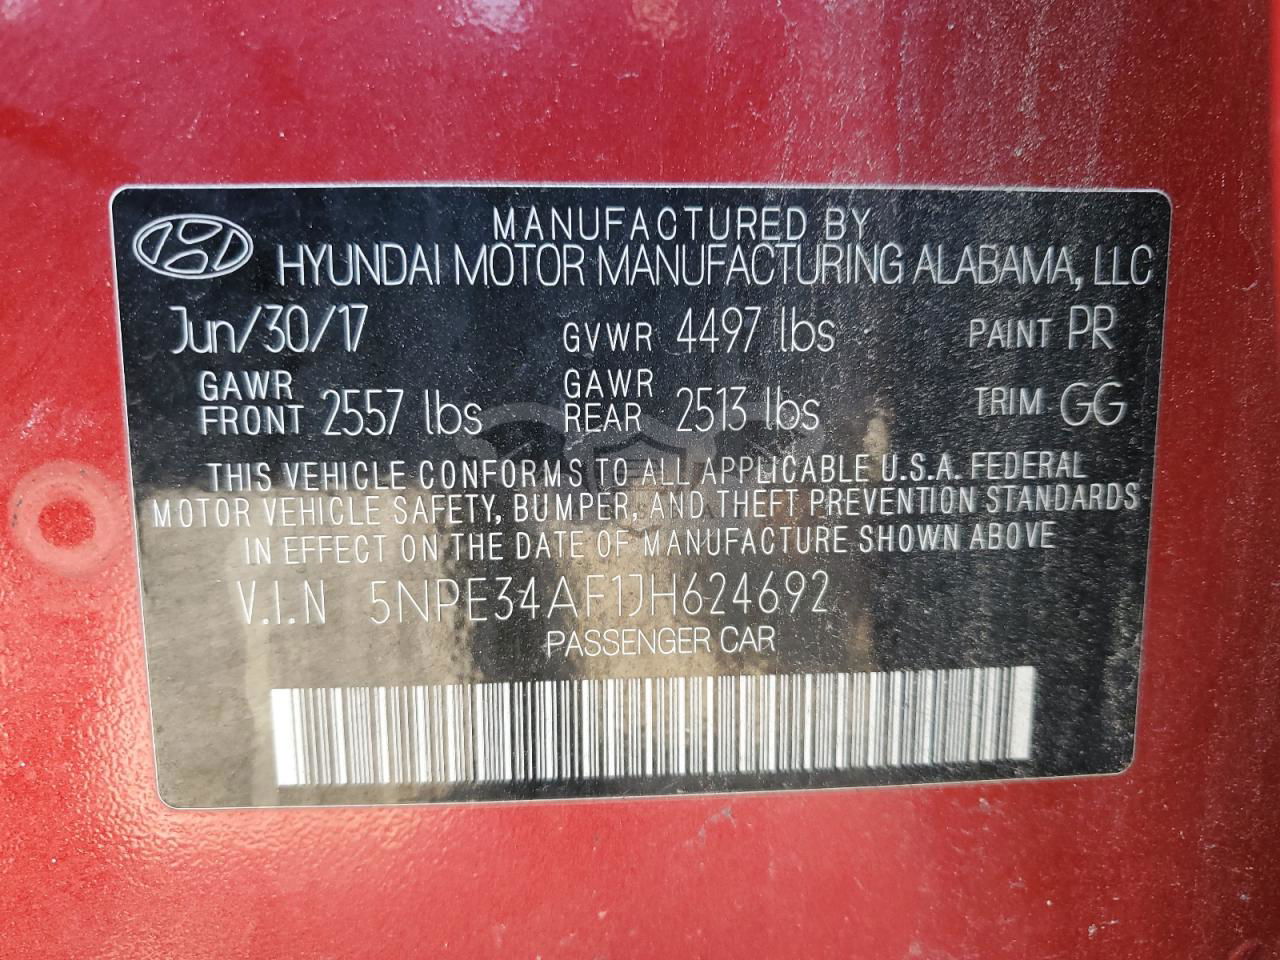 MANUFACTURED BY
HYUNDAI MOTOR MANUFACTURING ALABAMA, LLC
Jun/30/17 GVWR 4497 lbs PAINT PR
GAWR FRONT 2557 lbs GAWR REAR 2513 lbs TRIM GG
THIS VEHICLE CONFORMS TO ALL APPLICABLE U.S.A. FEDERAL
MOTOR VEHICLE SAFETY, BUMPER, AND THEFT PREVENTION STANDARDS
IN EFFECT ON THE DATE OF MANUFACTURE SHOWN ABOVE
V.I.N 5NPE34AF1JH624692
PASSENGER CAR